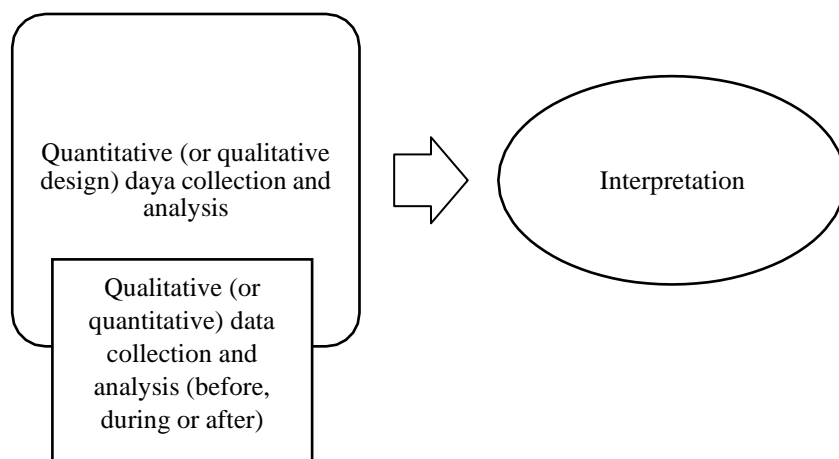 Quantitative (or qualitative
design) daya collection and
analysis
Interpretation
Qualitative (or
quantitative) data
collection and
analysis (before,
during or after)